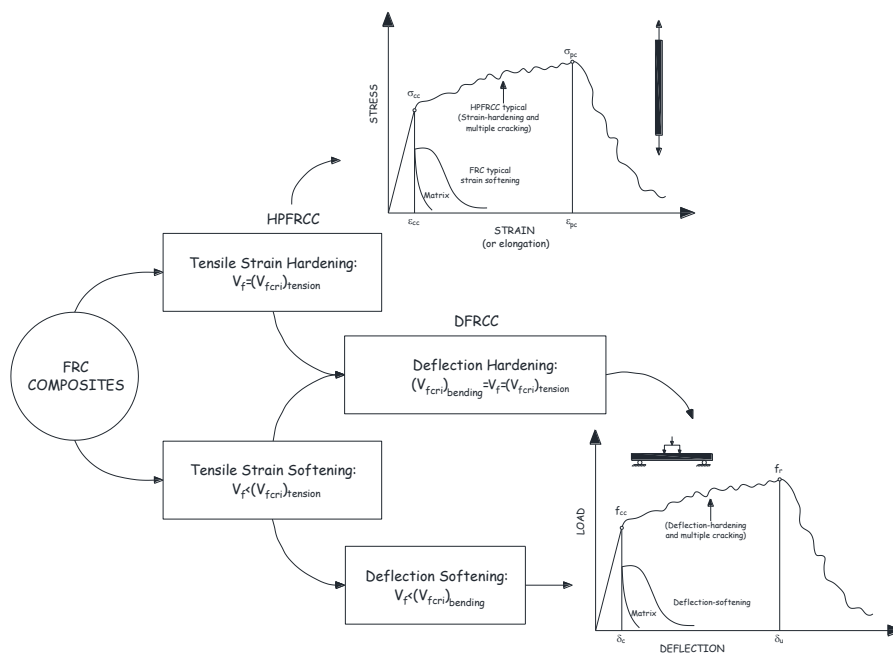 σpc
σcc
STRESS
HPFRCC typical
(Strain-hardening and
multiple cracking)
FRC typical
strain softening
Matrix
εcc
εpc
STRAIN
(or elongation)
HPFRCC
Tensile Strain Hardening:
Vf=(Vfcri)tension
DFRCC
Deflection Hardening:
(Vfcri)bending=Vf=(Vfcri)tension
FRC
COMPOSITES
Tensile Strain Softening:
Vf<(Vfcri)tension
Deflection Softening:
Vf<(Vfcri)bending
fr
fcc
LOAD
(Deflection-hardening
and multiple cracking)
Deflection-softening
Matrix
δc
δu
DEFLECTION